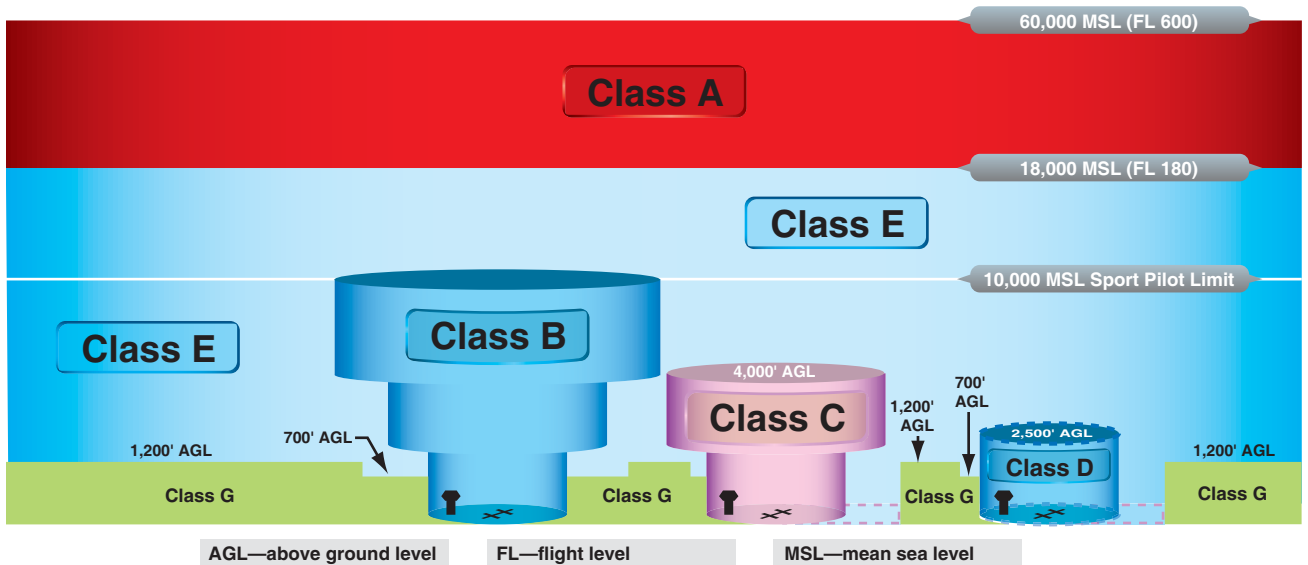 60,000 MSL (FL 600)
Class A
18,000 MSL (FL 180)
Class E
10,000 MSL Sport Pilot Limit
Class E
Class B
4,000' AGL
Class C
1,200'
AGL
700'
AGL
2,500' AGL
Class D
1,200' AGL
700' AGL
1,200' AGL
Class G
Class G
Class G
Class G
AGL—above ground level
FL—flight level
MSL—mean sea level